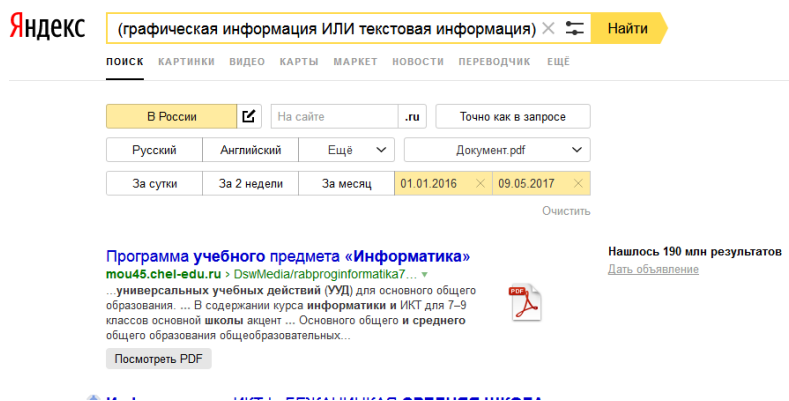 Яндекс (графическая информация ИЛИ текстовая информация) Найти
ПОИСК КАРТИНКИ ВИДЕО КАРТЫ МАРКЕТ НОВОСТИ ПЕРЕВОДЧИК ЕЩЁ
В России На сайте .ru Точно как в запросе
Русский Английский Ещё Документ.pdf
За сутки За 2 недели За месяц 01.01.2016 09.05.2017
Очистить
Программа учебного предмета «Информатика»
mou45.chel-edu.ru › DswMedia/rabproginformatika7...
...универсальных учебных действий (УУД) для основного общего
образования. ... В содержании курса информатики и ИКТ для 7–9
классов основной школы акцент ... Основного общего и среднего
общего образования общеобразовательных...
PDF
Посмотреть PDF
Нашлось 190 млн результатов
Дать объявление